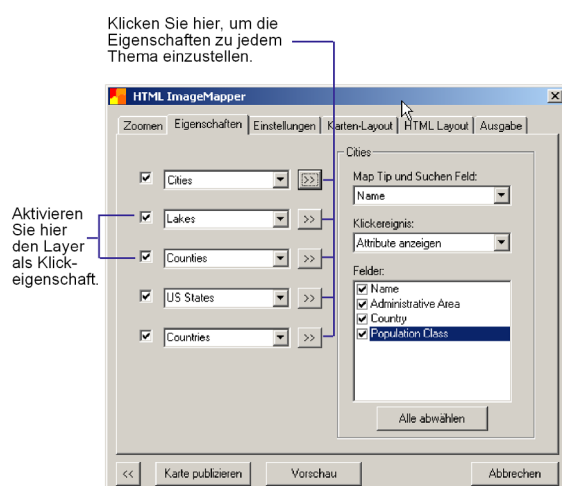 Klicken Sie hier, um die
Eigenschaften zu jedem
Thema einzustellen.
HTML ImageMapper
Zoomen Eigenschaften Einstellungen Karten-Layout HTML Layout Ausgabe
Cities
Cities >>
Map Tip und Suchen Feld:
Name
Aktivieren
Sie hier
den Layer
als Klick-
eigenschaft.
Lakes >>
Klickereignis:
Attribute anzeigen
Counties >>
Felder:
Name
Administrative Area
Country
Population Class
US States >>
Countries >>
Alle abwählen
<< Karte publizieren Vorschau Abbrechen